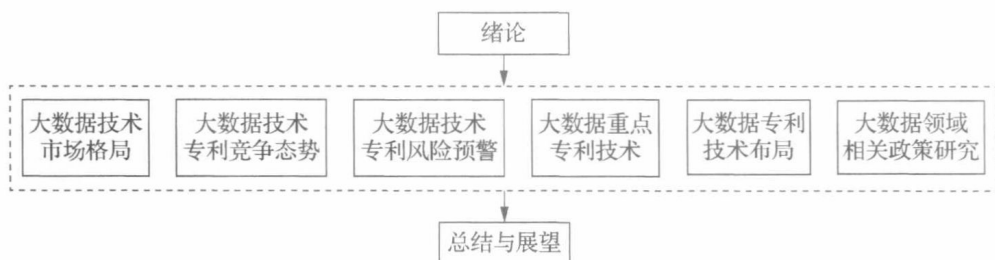 绪论
大数据技术
市场格局
大数据技术
专利竞争态势
大数据技术
专利风险预警
大数据重点
专利技术
大数据专利
技术布局
大数据领域
相关政策研究
总结与展望